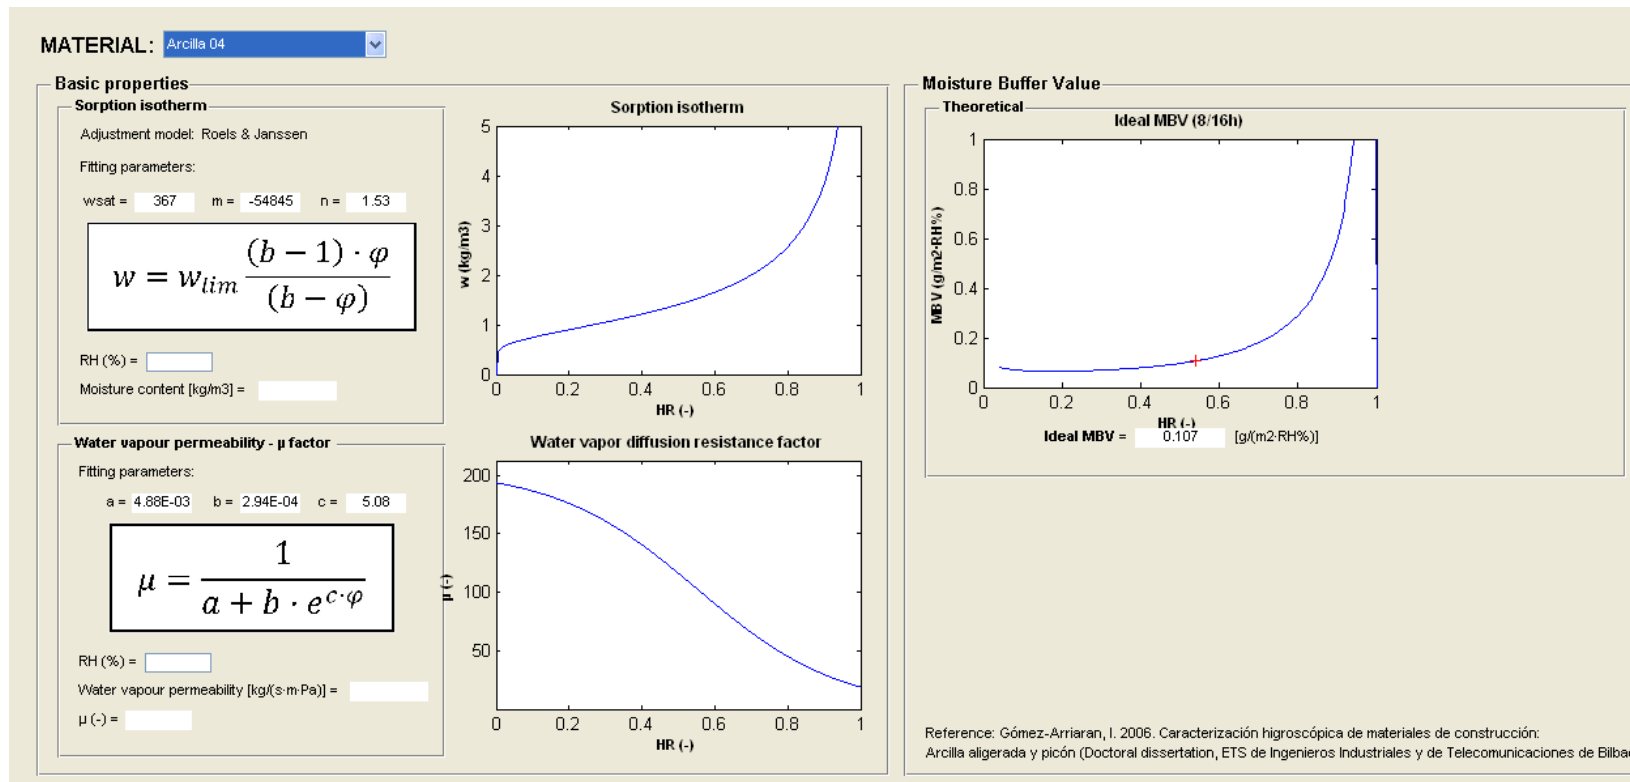 MATERIAL: Arcilla 04
Basic properties
Sorption isotherm
Adjustment model: Roels & Janssen
Fitting parameters:
wsat = 367 m = -54845 n = 1.53
w = w_lim (b − 1) · φ / (b − φ)
RH (%) =
Moisture content [kg/m3] =
Sorption isotherm
5
4
3
2
1
0
w (kg/m3)
0 0.2 0.4 0.6 0.8 1
HR (-)
Water vapour permeability - µ factor
Fitting parameters:
a = 4.88E-03 b = 2.94E-04 c = 5.08
μ = 1 / (a + b · e^(c·φ))
RH (%) =
Water vapour permeability [kg/(s·m·Pa)] =
µ (-) =
Water vapor diffusion resistance factor
200
150
100
50
µ (-)
0 0.2 0.4 0.6 0.8 1
HR (-)
Moisture Buffer Value
Theoretical
Ideal MBV (8/16h)
1
0.8
0.6
0.4
0.2
0
MBV (g/m2·RH%)
0 0.2 0.4 0.6 0.8 1
HR (-)
Ideal MBV = 0.107 [g/(m2·RH%)]
Reference: Gómez-Arriaran, I. 2006. Caracterización higroscópica de materiales de construcción:
Arcilla aligerada y picón (Doctoral dissertation, ETS de Ingenieros Industriales y de Telecomunicaciones de Bilba